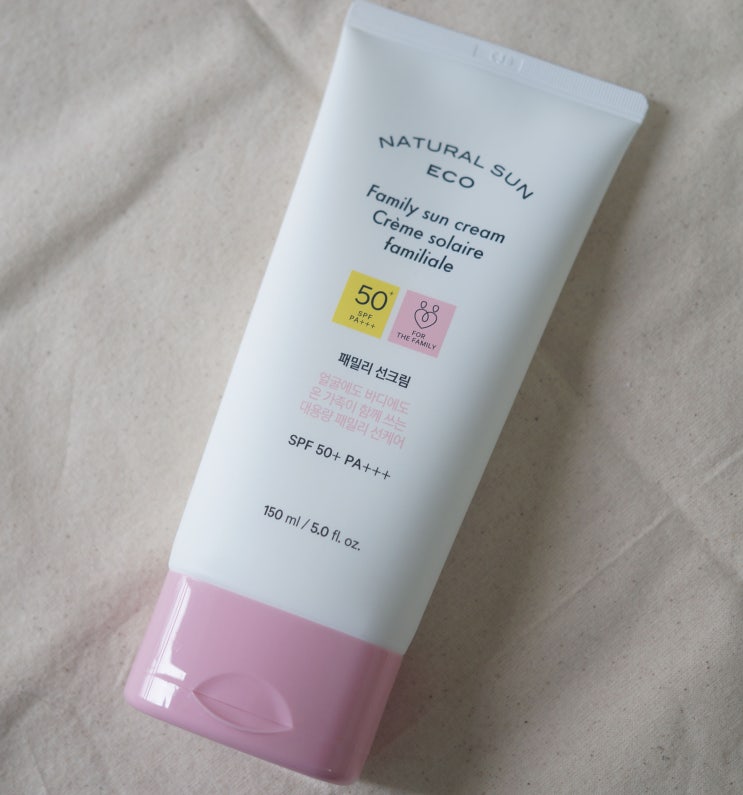 NATURAL SUN
ECO
Family sun cream
Crème solaire
familiale
50+
SPF
PA+++
FOR
THE FAMILY
패밀리 선크림
얼굴에도 바디에도
온 가족이 함께 쓰는
대용량 패밀리 선케어
SPF 50+ PA+++
150 ml / 5.0 fl. oz.